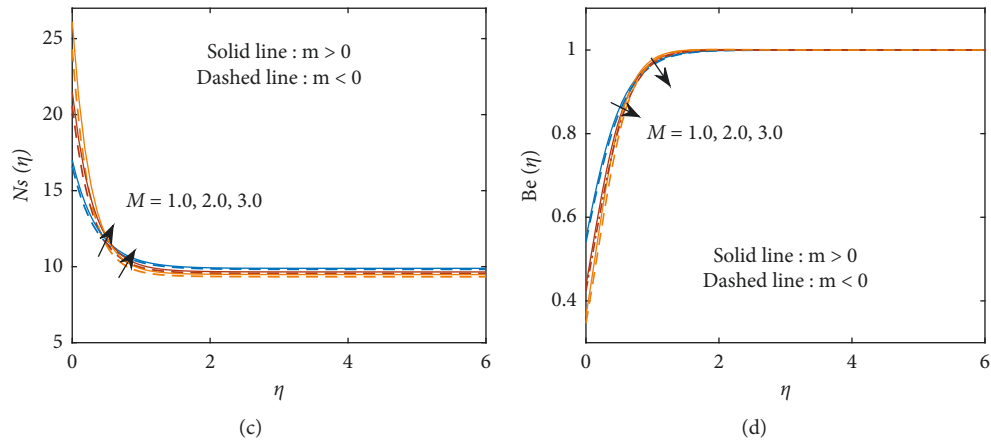 25
20
15
10
5
Ns (η)
Solid line : m > 0
Dashed line : m < 0
M = 1.0, 2.0, 3.0
0
2
4
6
η
(c)
1
0.8
0.6
0.4
Be (η)
M = 1.0, 2.0, 3.0
Solid line : m > 0
Dashed line : m < 0
0
2
4
6
η
(d)